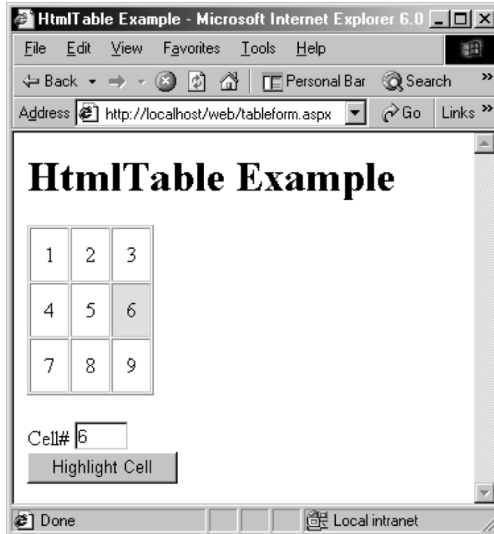 HtmlTable Example - Microsoft Internet Explorer 6.0
File Edit View Favorites Tools Help
Back Personal Bar Search »
Address http://localhost/web/tableform.aspx Go Links »
HtmlTable Example
1 2 3
4 5 6
7 8 9
Cell# 6
Highlight Cell
Done Local intranet